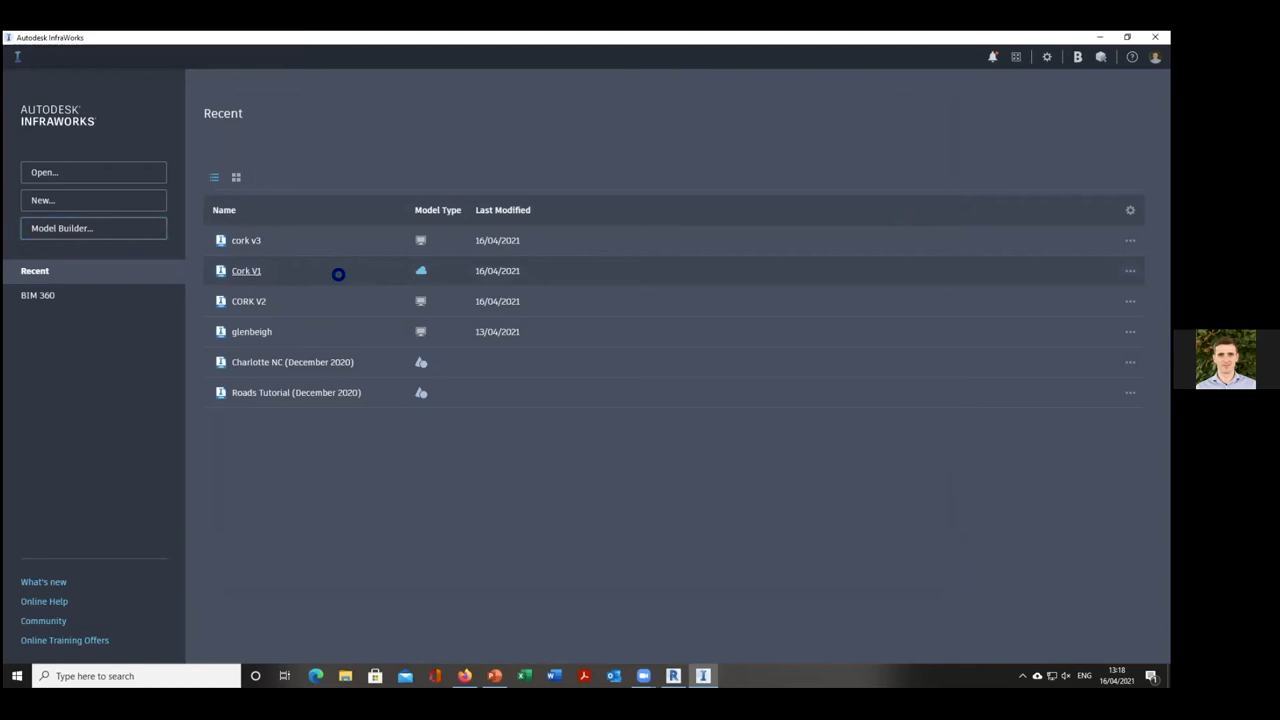 Autodesk InfraWorks
AUTODESK'
INFRAWORKS'
Open...
New...
Model Builder...
Recent
BIM 360
What's new
Online Help
Community
Online Training Offers
Recent
Name Model Type Last Modified
cork v3 16/04/2021
Cork V1 16/04/2021
CORK V2 16/04/2021
glenbeigh 13/04/2021
Charlotte NC (December 2020)
Roads Tutorial (December 2020)
Type here to search
ENG
13:18
16/04/2021